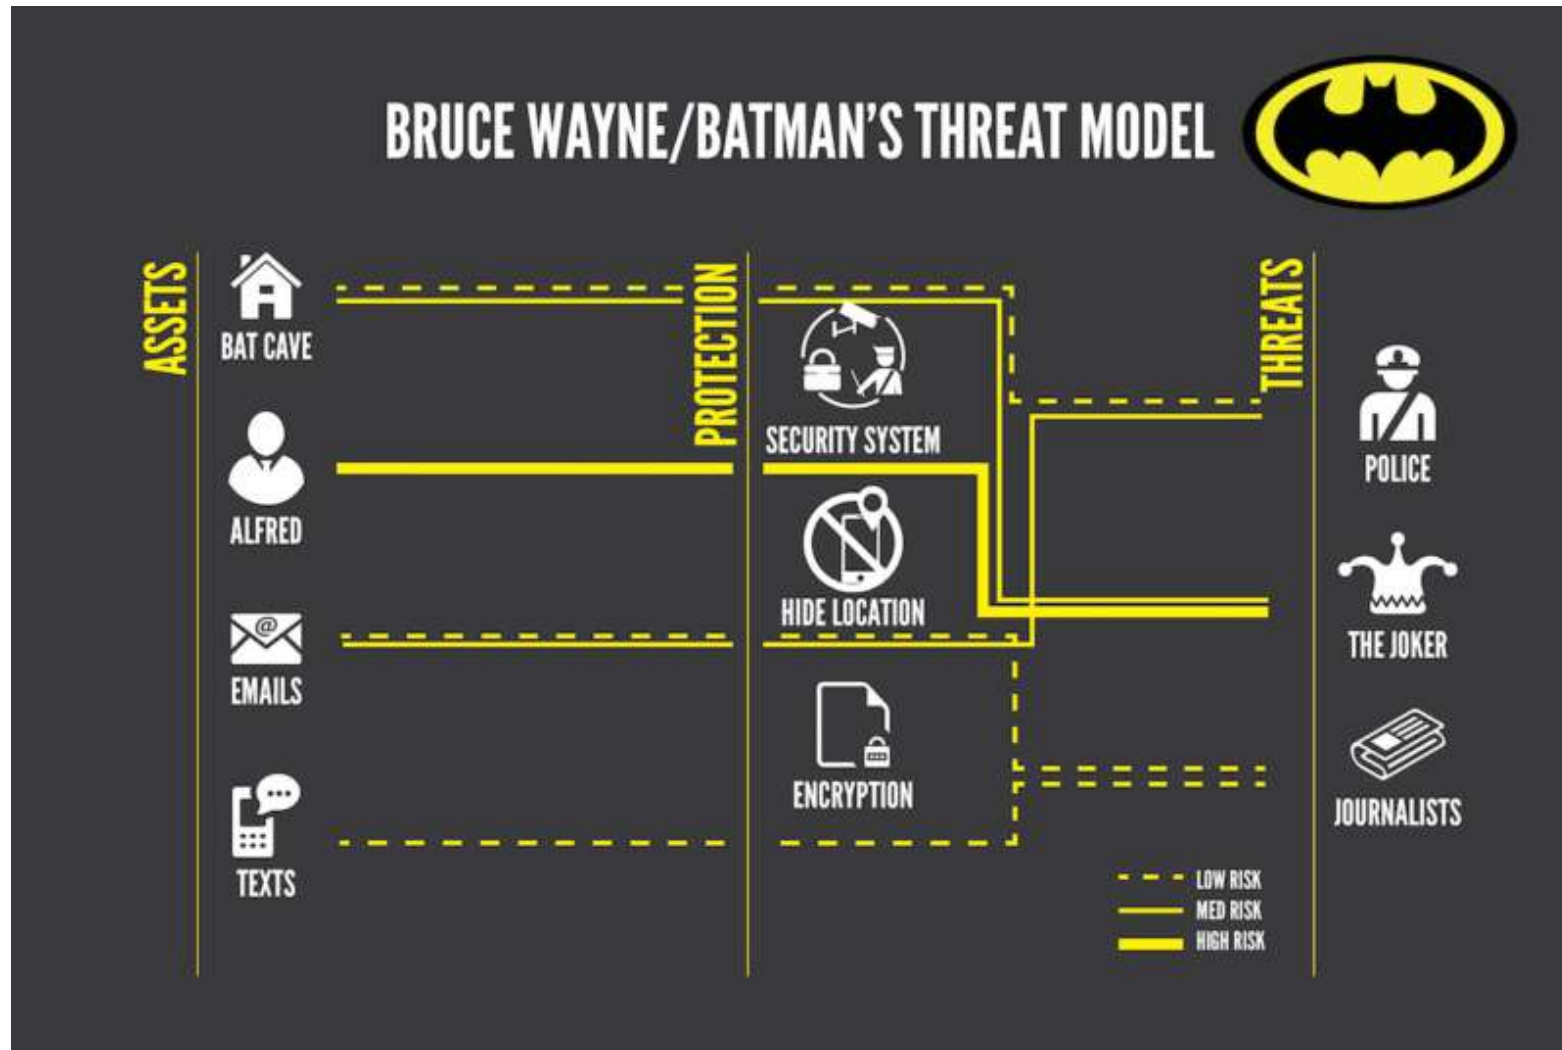 BRUCE WAYNE/BATMAN'S THREAT MODEL
ASSETS
BAT CAVE
ALFRED
EMAILS
TEXTS
PROTECTION
SECURITY SYSTEM
HIDE LOCATION
ENCRYPTION
THREATS
POLICE
THE JOKER
JOURNALISTS
LOW RISK
MED RISK
HIGH RISK